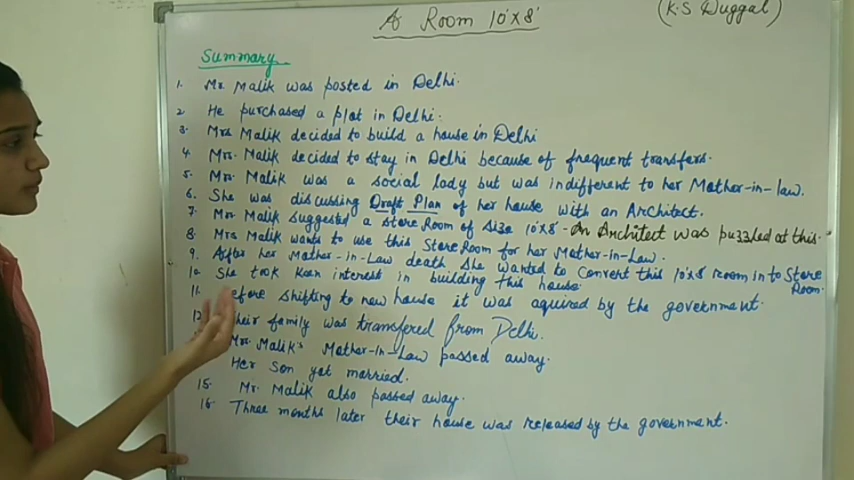 A Room 10'x8'
(K.S Duggal)
Summary
1. Mr Malik was posted in Delhi.
2 He purchased a plot in Delhi.
3. Mrs Malik decided to build a house in Delhi
4. Mrs. Malik decided to stay in Delhi because of frequent transfers.
5. Mrs. Malik was a social lady but was indifferent to her Mother-in-law.
6. She was discussing Draft Plan of her house with an Architect.
7. Mr. Malik suggested a store Room of size 10'x8' - An Architect was puzzled at this.
8. Mrs Malik wants to use this Store Room for her Mother-in-Law.
9. After her Mother-in-Law death she wanted to Convert this 10'x8' room in to Store Room.
10. She took Keen interest in building this house.
11. Before shifting to new house it was aquired by the government.
12 Their family was transfered from Delhi.
Mrs. Malik's Mother-in-Law passed away.
Her son got married.
15. Mr. Malik also passed away.
16. Three months later their house was released by the government.